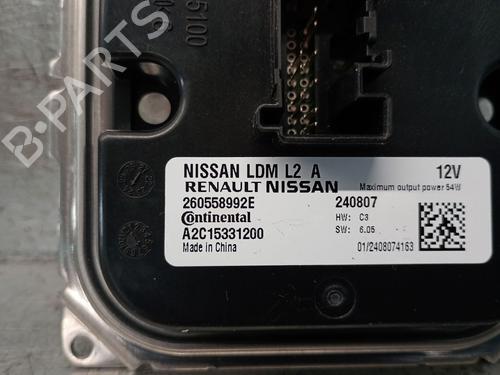 B-PARTS
5100
NISSAN LDM L2 A 12V
RENAULT NISSAN Maximum output power 54W
260558992E 240807
Continental HW: C3
A2C15331200 SW: 6.05
Made in China 01/2408074163